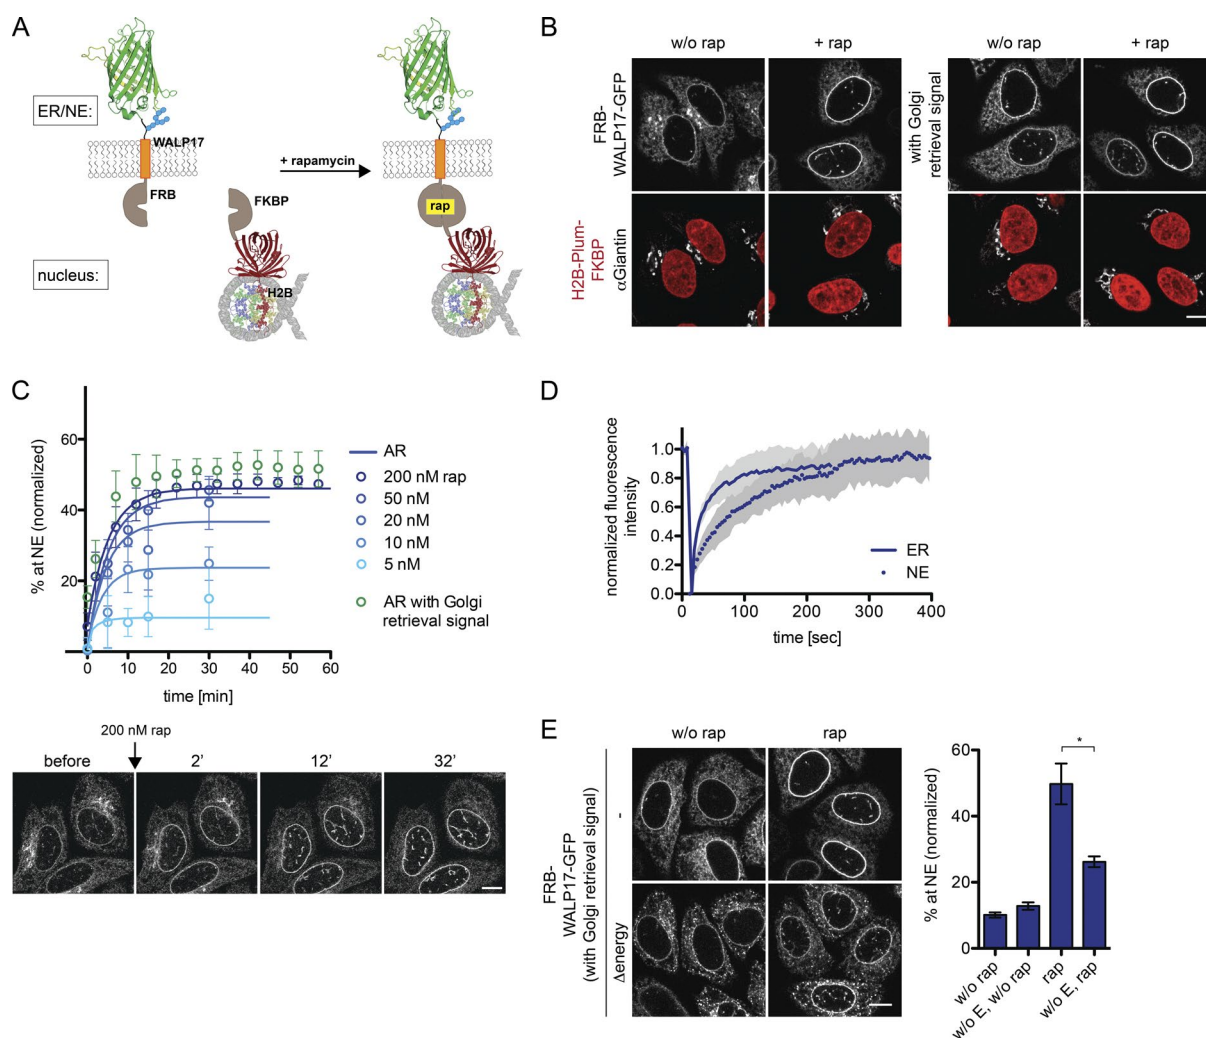 A
ER/NE:
WALP17
+ rapamycin
FRB
FKBP
rap
nucleus:
H2B
B
w/o rap
+ rap
w/o rap
+ rap
FRB-
WALP17-GFP
with Golgi
retrieval signal
H2B-Plum-
FKBP
αGiantin
C
% at NE (normalized)
60
40
20
0
10
20
30
40
50
60
time [min]
AR
200 nM rap
50 nM
20 nM
10 nM
5 nM
AR with Golgi
retrieval signal
200 nM rap
before
2'
12'
32'
D
normalized fluorescence
intensity
1.0
0.8
0.6
0.4
0.2
0.0
0
100
200
300
400
time [sec]
ER
NE
E
w/o rap
rap
FRB-
WALP17-GFP
(with Golgi retrieval signal)
-
Δenergy
% at NE (normalized)
60
40
20
0
*
w/o rap
w/o E, w/o rap
rap
w/o E, rap